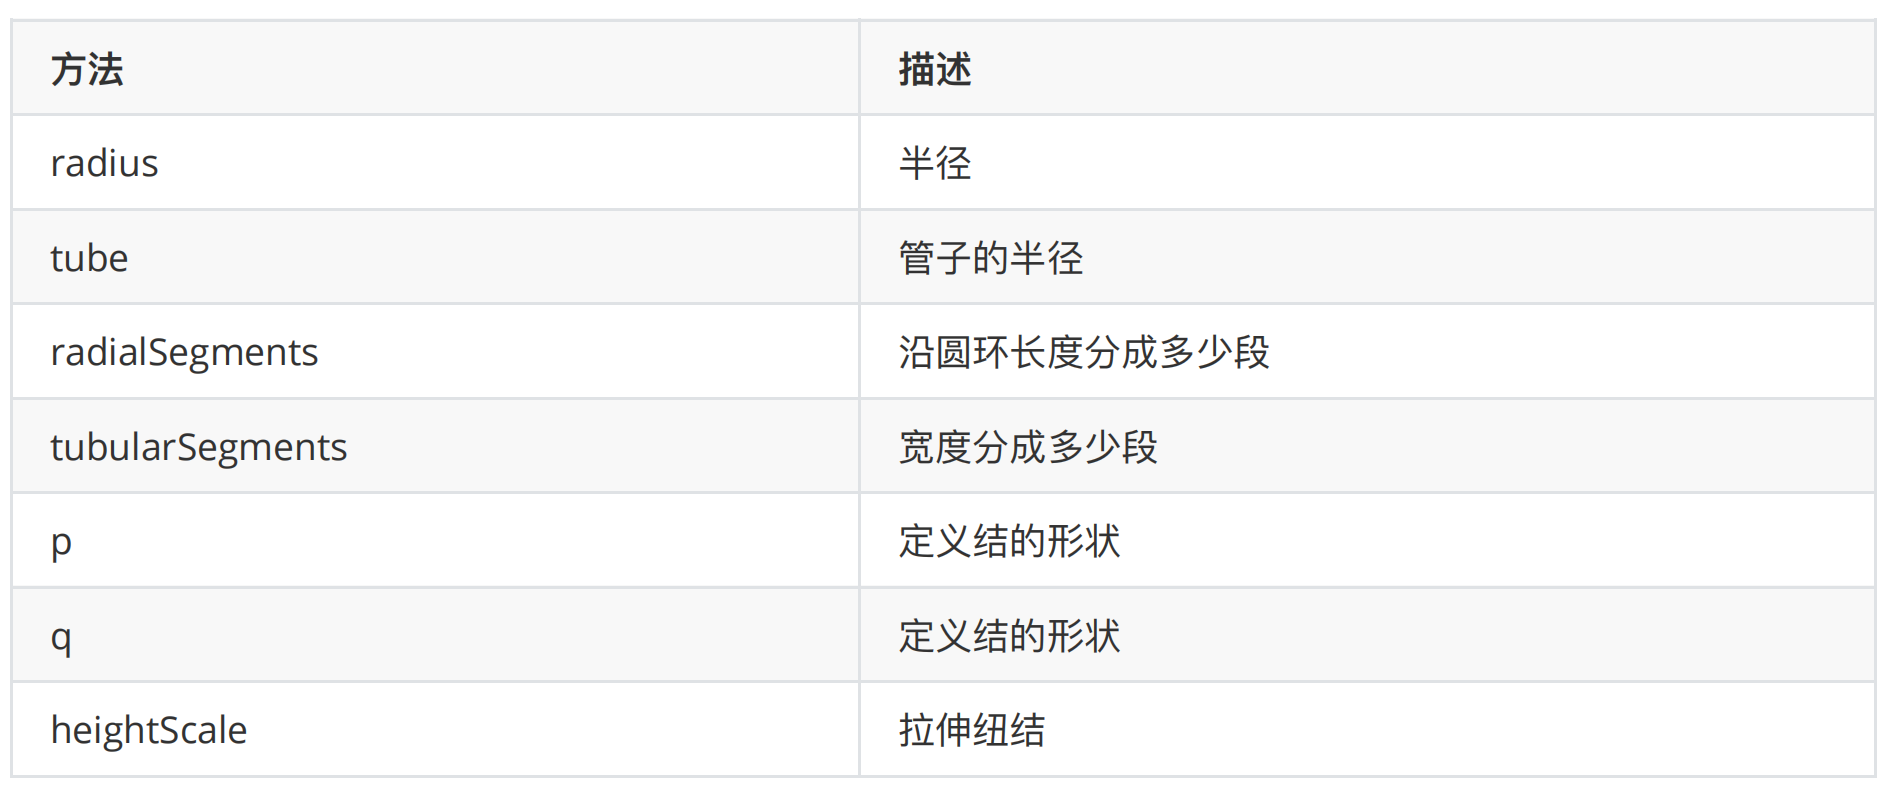 方法 描述
radius 半径
tube 管子的半径
radialSegments 沿圆环长度分成多少段
tubularSegments 宽度分成多少段
p 定义结的形状
q 定义结的形状
heightScale 拉伸纽结